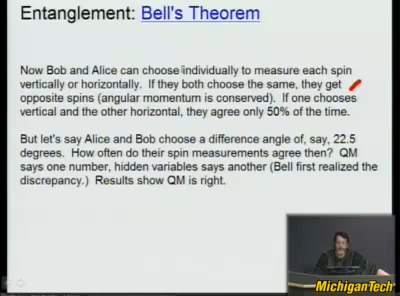 Entanglement: Bell's Theorem
Now Bob and Alice can choose individually to measure each spin
vertically or horizontally. If they both choose the same, they get
opposite spins (angular momentum is conserved). If one chooses
vertical and the other horizontal, they agree only 50% of the time.
But let's say Alice and Bob choose a difference angle of, say, 22.5
degrees. How often do their spin measurements agree then? QM
says one number, hidden variables says another (Bell first realized the
discrepancy.) Results show QM is right.
MichiganTech